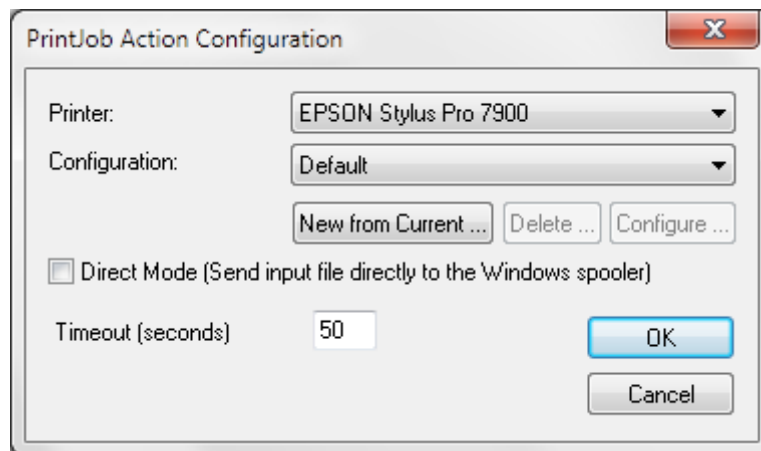 PrintJob Action Configuration
Printer: EPSON Stylus Pro 7900
Configuration: Default
New from Current ... Delete ... Configure ...
Direct Mode (Send input file directly to the Windows spooler)
Timeout (seconds) 50
OK
Cancel